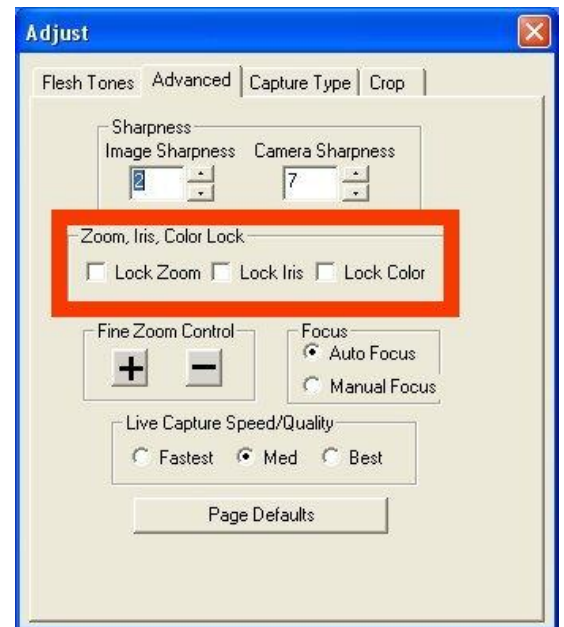 Adjust
Flesh Tones Advanced Capture Type Crop
Sharpness
Image Sharpness Camera Sharpness
2 7
Zoom, Iris, Color Lock
Lock Zoom Lock Iris Lock Color
Fine Zoom Control Focus
Auto Focus
+ −
Manual Focus
Live Capture Speed/Quality
Fastest Med Best
Page Defaults